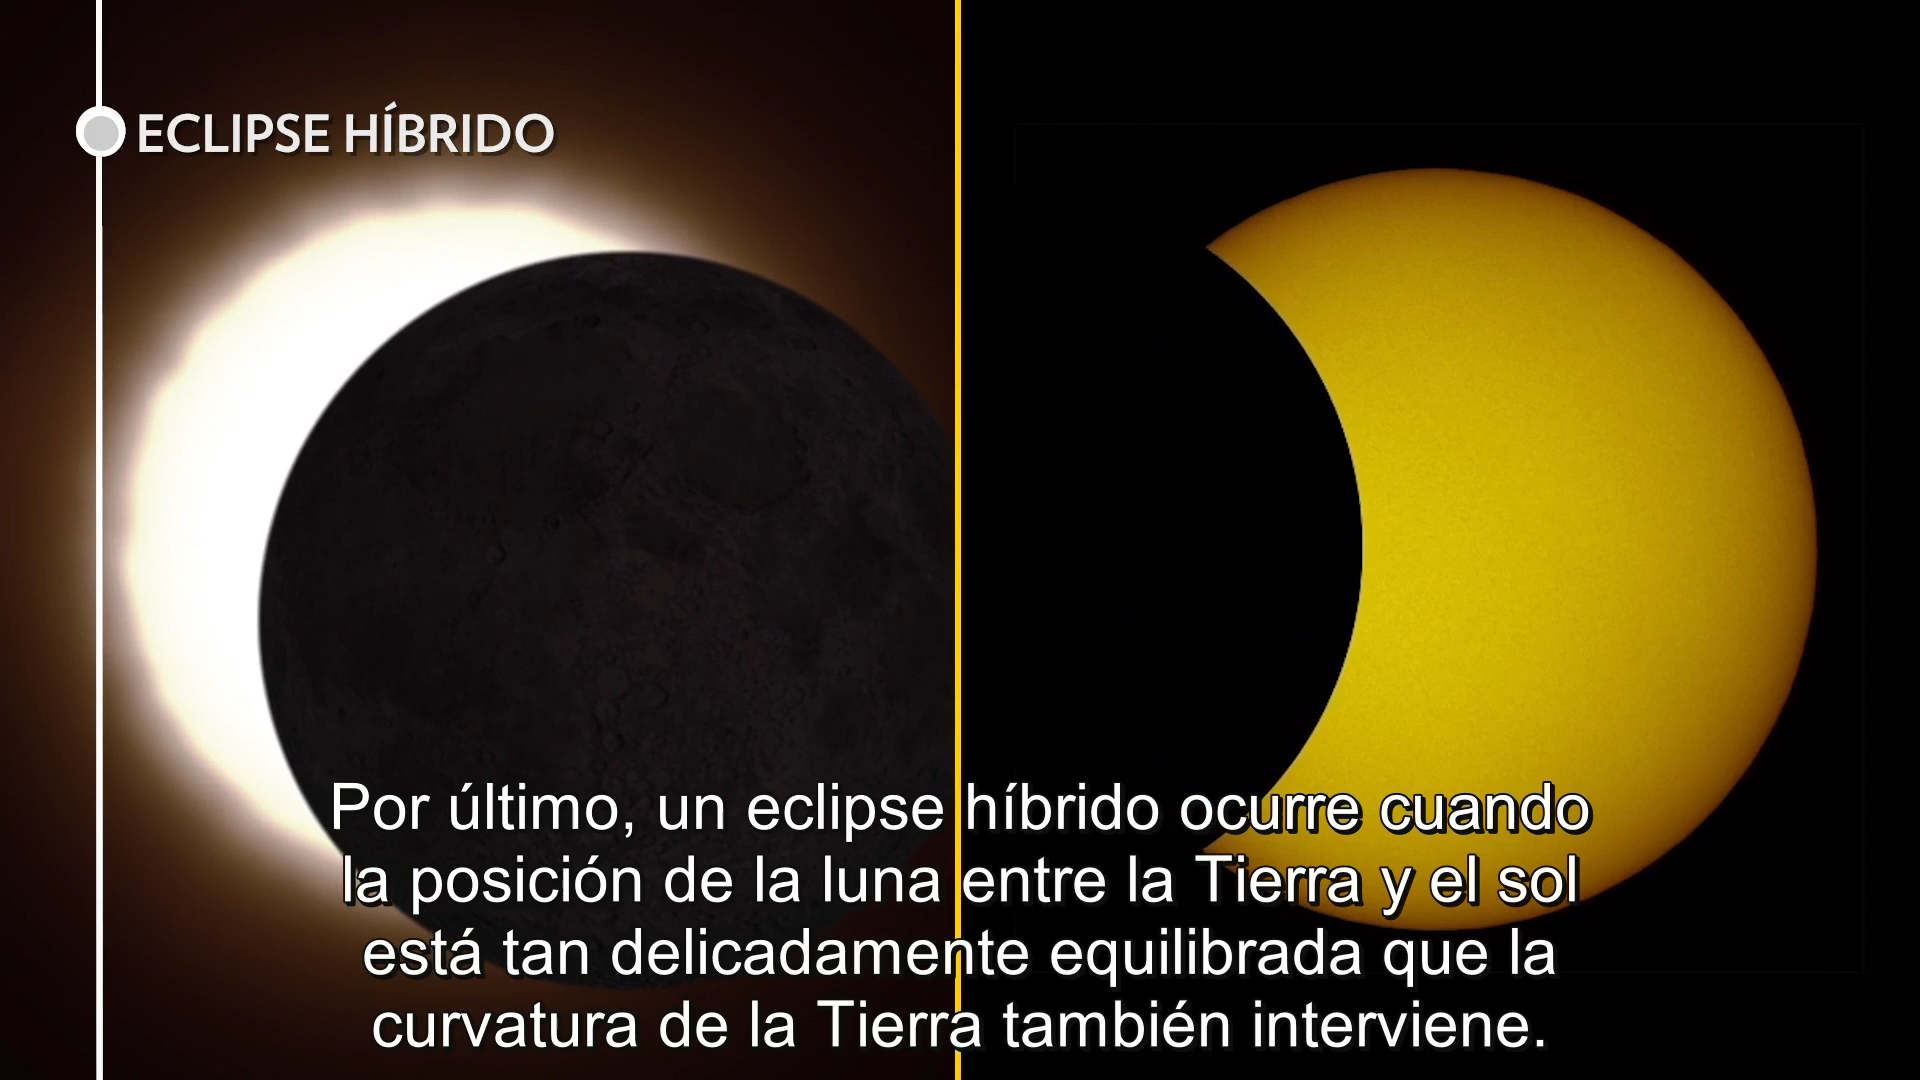 ECLIPSE HÍBRIDO
Por último, un eclipse híbrido ocurre cuando
la posición de la luna entre la Tierra y el sol
está tan delicadamente equilibrada que la
curvatura de la Tierra también interviene.